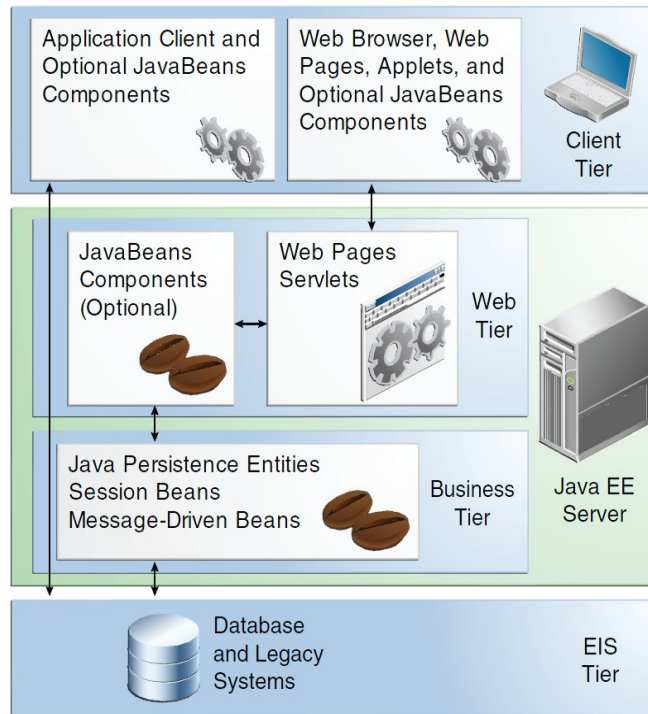 Application Client and
Optional JavaBeans
Components
Web Browser, Web
Pages, Applets, and
Optional JavaBeans
Components
Client
Tier
JavaBeans
Components
(Optional)
Web Pages
Servlets
Web
Tier
Java Persistence Entities
Session Beans
Message-Driven Beans
Business
Tier
Java EE
Server
Database
and Legacy
Systems
EIS
Tier